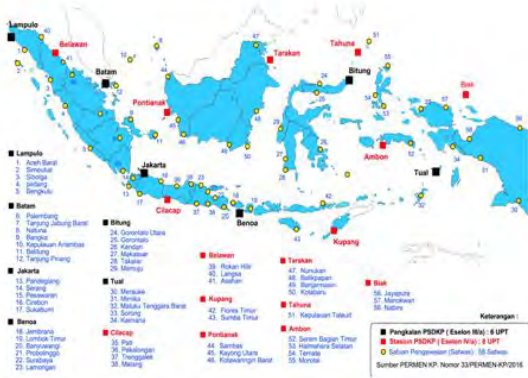 Lampulo
Belawan
Batam
Pontianak
Tarakan
Tahuna
Bitung
Biak
Ambon
Tual
Jakarta
Cilacap
Benoa
Kupang
Lampulo
1. Aceh Barat
2. Simeulue
3. Sibolga
4. padang
5. Bengkulu
Batam
6. Palembang
7. Tanjung Jabung Barat
8. Natuna
9. Bangka
10. Kepulauan Anambas
11. Belitung
12. Tanjung Pinang
Jakarta
13. Pandeglang
14. Serang
15. Pesawaran
16. Cirebon
17. Sukabumi
Benoa
18. Jembrana
19. Lombok Timur
20. Banyuwangi
21. Probolinggo
22. Surabaya
23. Lamongan
Bitung
24. Gorontalo Utara
25. Gorontalo
26. Kendari
27. Makassar
28. Takalar
29. Mamuju
Tual
30. Merauke
31. Mimika
32. Maluku Tenggara Barat
33. Sorong
34. Kaimana
Cilacap
35. Pati
36. Pekalongan
37. Trenggalek
38. Malang
Belawan
39. Rokan Hilir
40. Langsa
41. Asahan
Kupang
42. Flores Timur
43. Sumba Timur
Pontianak
44. Sambas
45. Kayong Utara
46. Kotawaringin Barat
Tarakan
47. Nunukan
48. Balikpapan
49. Banjarmasin
50. Kotabaru
Tahuna
51. Kepulauan Talaud
Ambon
52. Seram Bagian Timur
53. Halmahera Selatan
54. Ternate
55. Morotai
Biak
56. Jayapura
57. Manokwari
58. Nabire
Keterangan :
Pangkalan PSDKP ( Eselon II/a) : 6 UPT
Stasiun PSDKP ( Eselon III/a) : 8 UPT
Satuan Pengawasan (Satwas) : 58 Satwas
Sumber PERMEN KP. Nomor 33/PERMEN-KP/2016